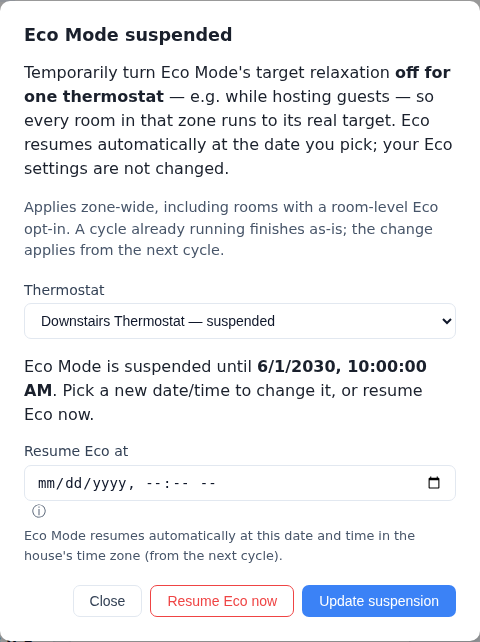 Eco Mode suspended
Temporarily turn Eco Mode's target relaxation off for
one thermostat — e.g. while hosting guests — so
every room in that zone runs to its real target. Eco
resumes automatically at the date you pick; your Eco
settings are not changed.
Applies zone-wide, including rooms with a room-level Eco
opt-in. A cycle already running finishes as-is; the change
applies from the next cycle.
Thermostat
Downstairs Thermostat — suspended
Eco Mode is suspended until 6/1/2030, 10:00:00
AM. Pick a new date/time to change it, or resume
Eco now.
Resume Eco at
mm/dd/yyyy, --:-- --
ⓘ
Eco Mode resumes automatically at this date and time in the
house's time zone (from the next cycle).
Close
Resume Eco now
Update suspension